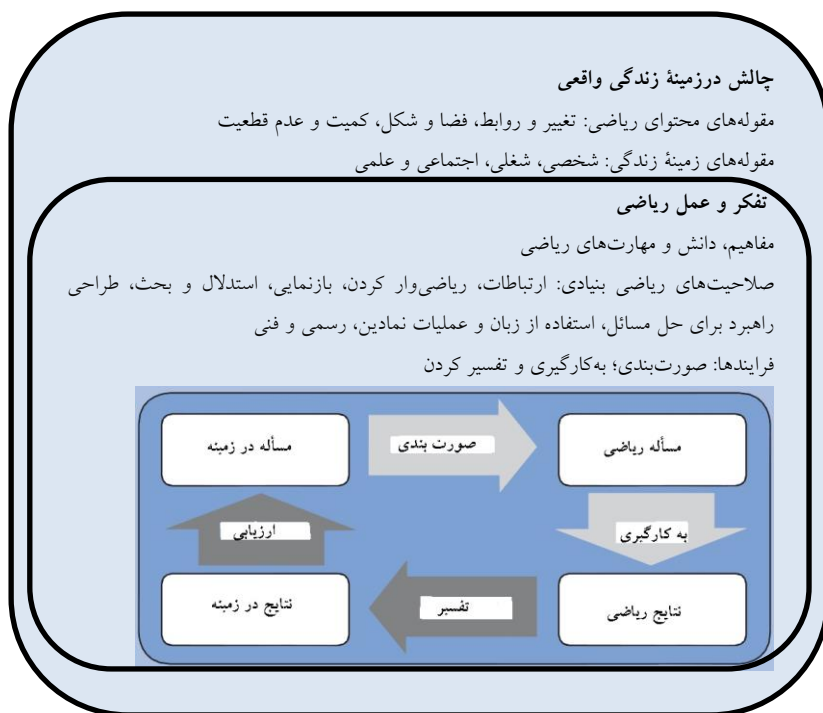 چالش درزمینهٔ زندگی واقعی
مقوله‌های محتوای ریاضی: تغییر و روابط، فضا و شکل، کمیت و عدم قطعیت
مقوله‌های زمینهٔ زندگی: شخصی، شغلی، اجتماعی و علمی
تفکر و عمل ریاضی
مفاهیم، دانش و مهارت‌های ریاضی
صلاحیت‌های ریاضی بنیادی: ارتباطات، ریاضی‌وار کردن، بازنمایی، استدلال و بحث، طراحی
راهبرد برای حل مسائل، استفاده از زبان و عملیات نمادین، رسمی و فنی
فرایندها: صورت‌بندی؛ به‌کارگیری و تفسیر کردن
مسأله ریاضی
صورت بندی
مسأله در زمینه
به کارگیری
ارزیابی
نتایج ریاضی
تفسیر
نتایج در زمینه